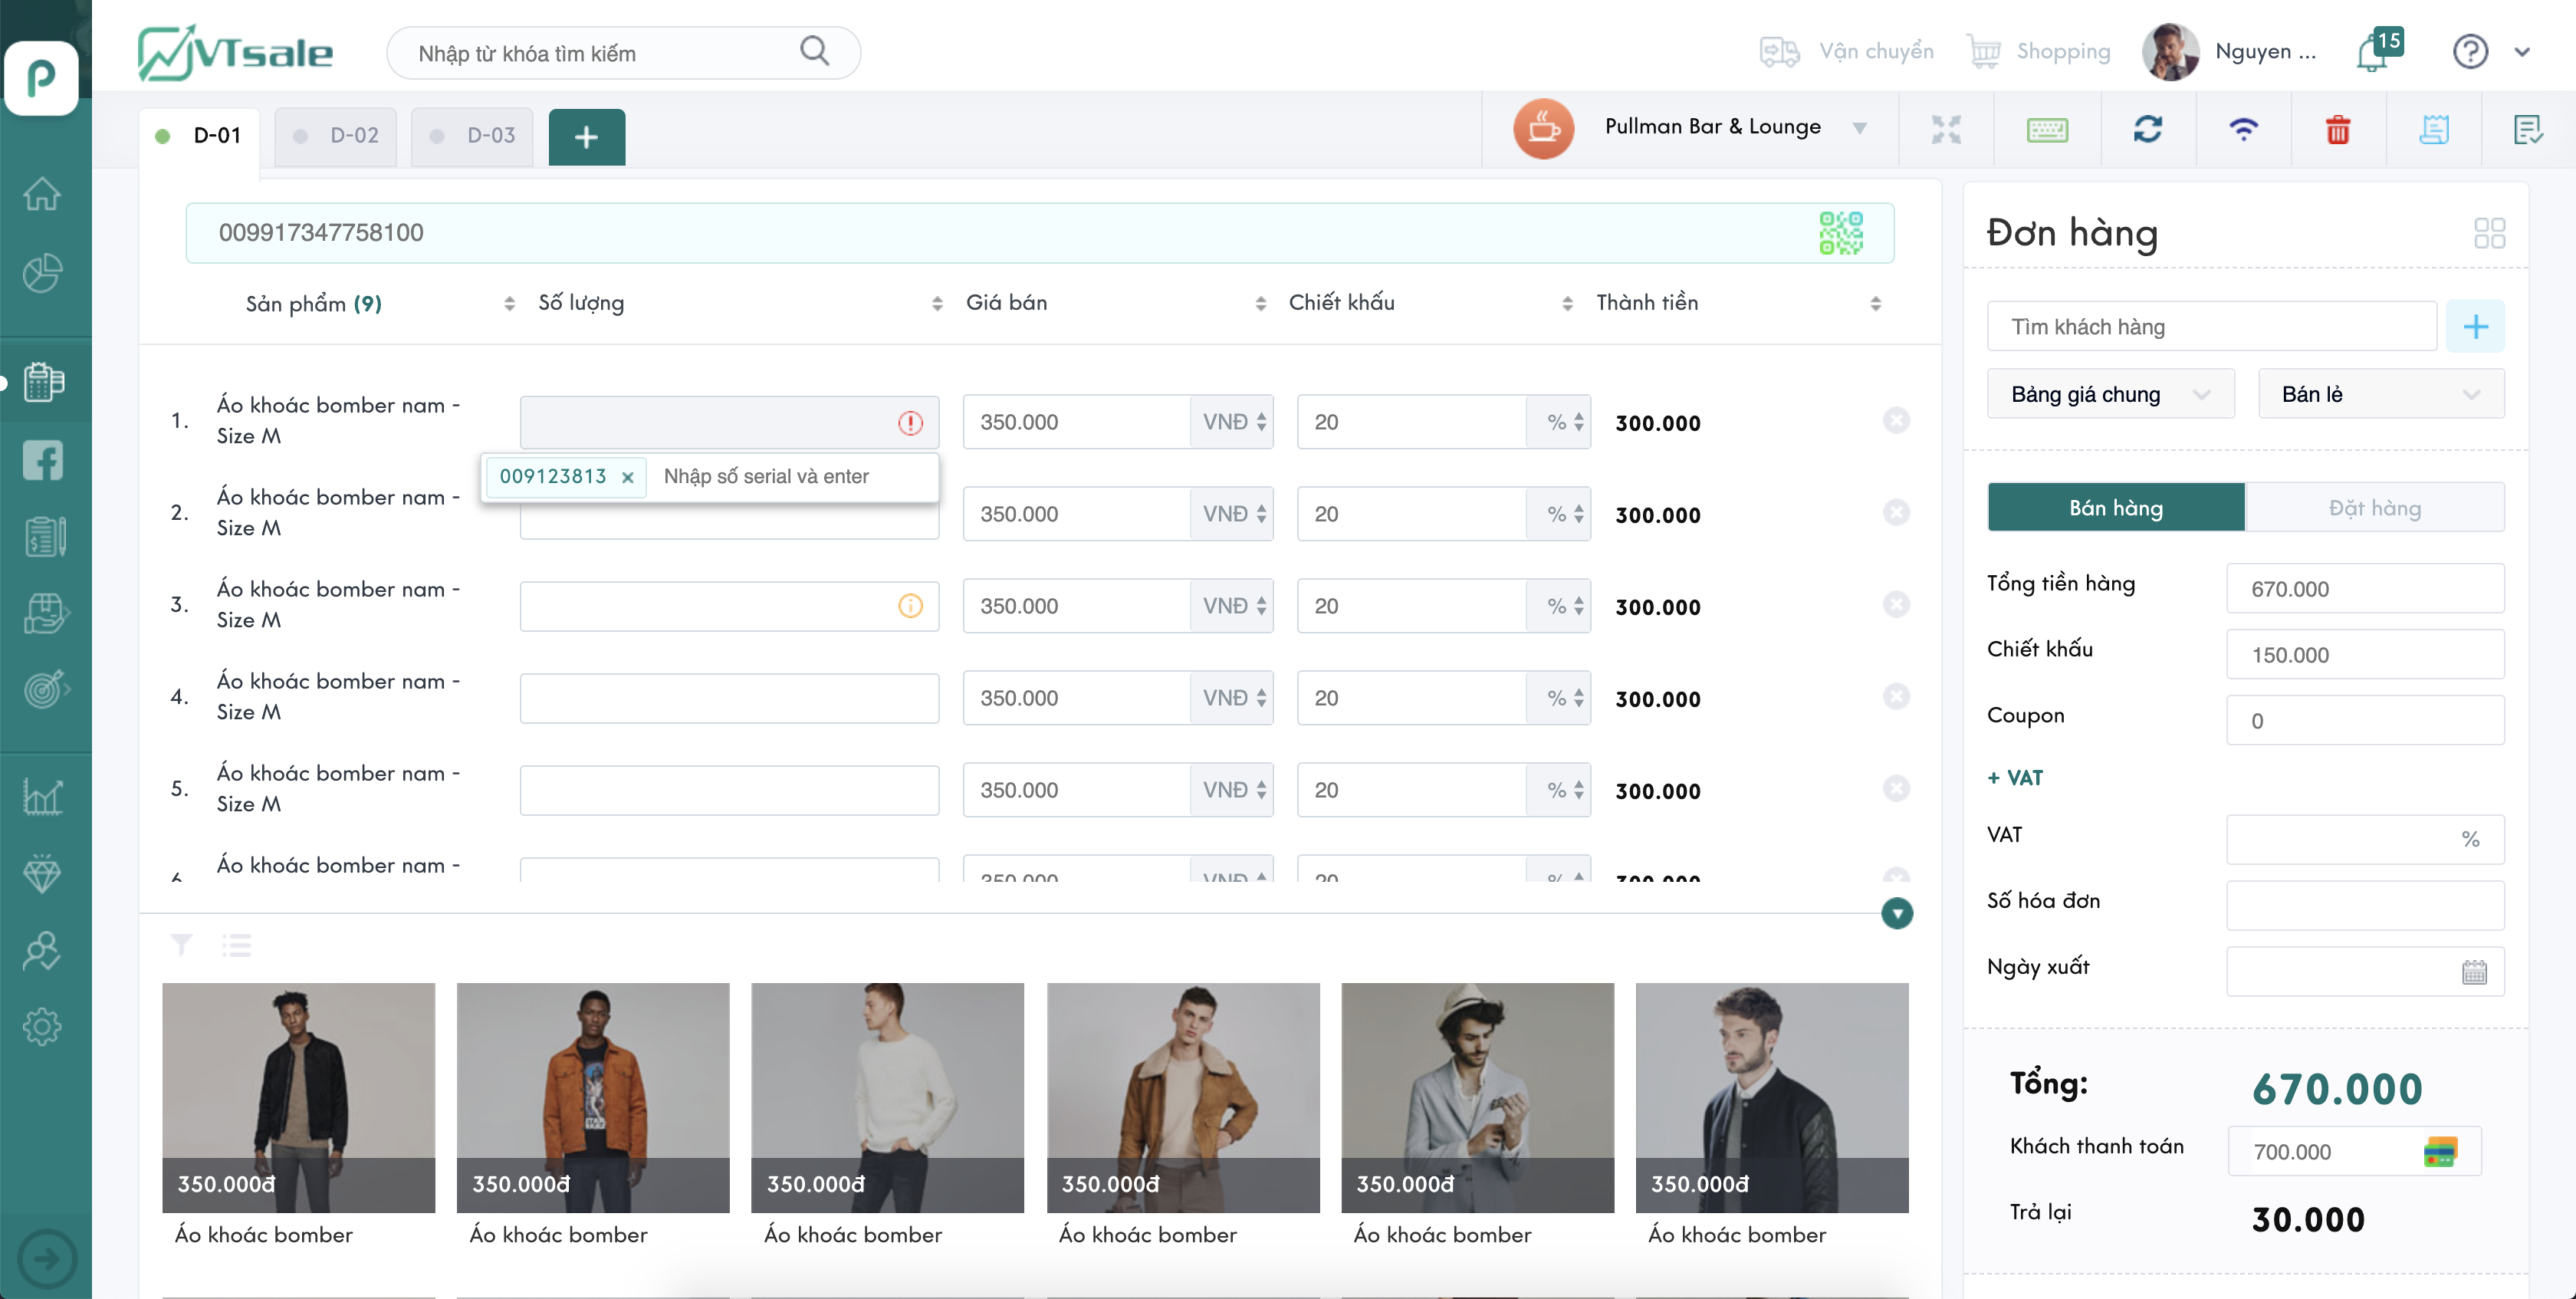 VTsale
Nhập từ khóa tìm kiếm
Vận chuyển
Shopping
Nguyen ...
15
D-01
D-02
D-03
Pullman Bar & Lounge
009917347758100
Sản phẩm (9)
Số lượng
Giá bán
Chiết khấu
Thành tiền
1. Áo khoác bomber nam -
Size M
350.000 VNĐ 20 % 300.000
009123813 × Nhập số serial và enter
2. Áo khoác bomber nam -
Size M
350.000 VNĐ 20 % 300.000
3. Áo khoác bomber nam -
Size M
350.000 VNĐ 20 % 300.000
4. Áo khoác bomber nam -
Size M
350.000 VNĐ 20 % 300.000
5. Áo khoác bomber nam -
Size M
350.000 VNĐ 20 % 300.000
6. Áo khoác bomber nam -
350.000 VNĐ 20 % 300.000
350.000đ
Áo khoác bomber
350.000đ
Áo khoác bomber
350.000đ
Áo khoác bomber
350.000đ
Áo khoác bomber
350.000đ
Áo khoác bomber
350.000đ
Áo khoác bomber
Đơn hàng
Tìm khách hàng
Bảng giá chung
Bán lẻ
Bán hàng
Đặt hàng
Tổng tiền hàng 670.000
Chiết khấu 150.000
Coupon 0
+ VAT
VAT %
Số hóa đơn
Ngày xuất
Tổng: 670.000
Khách thanh toán 700.000
Trả lại 30.000